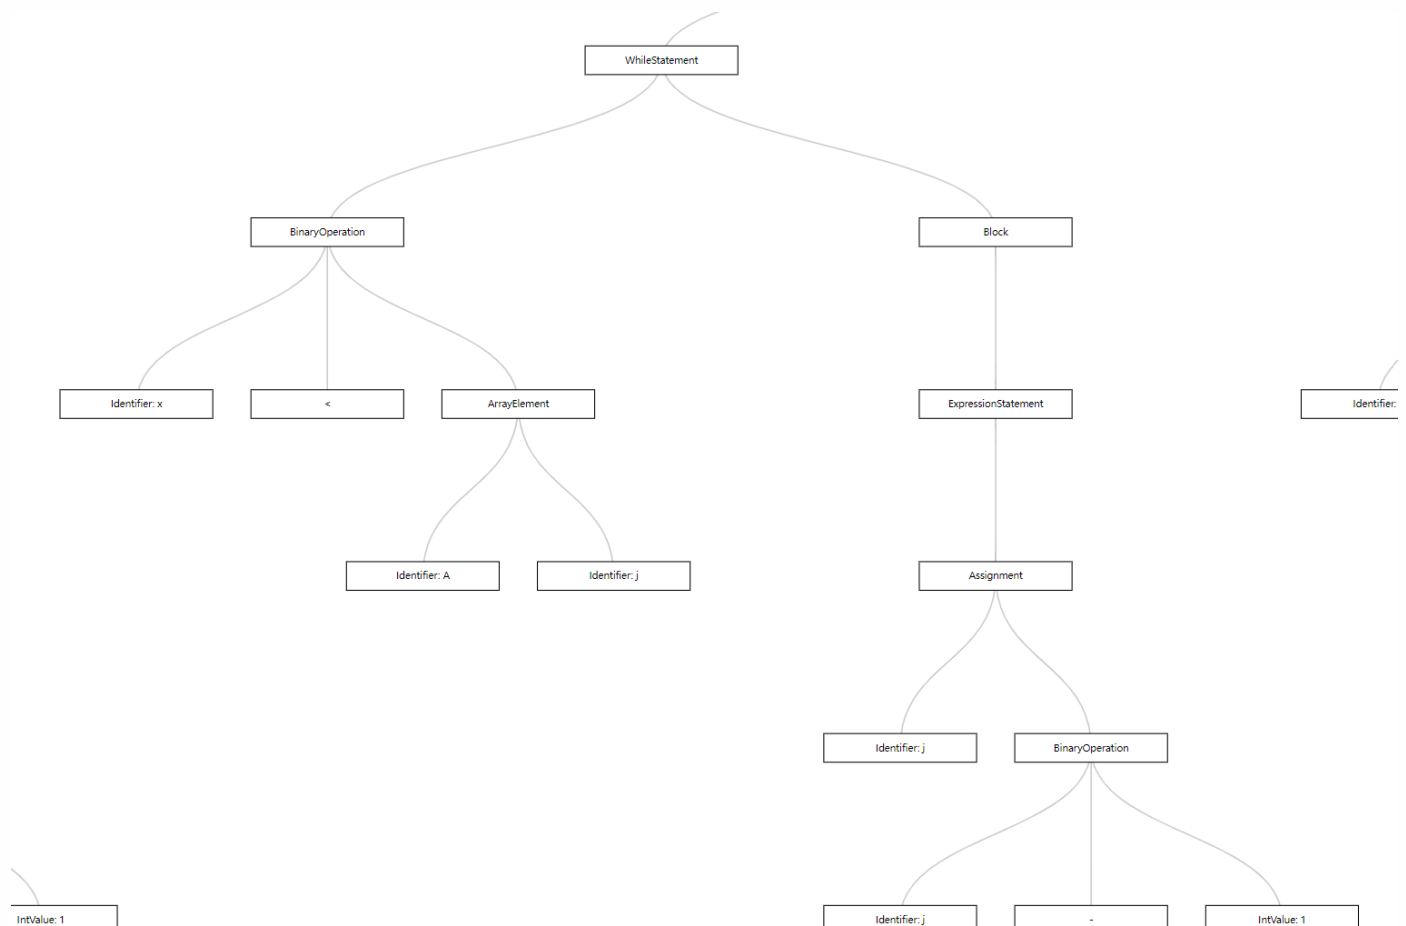 WhileStatement
BinaryOperation
Block
Identifier: x
<
ArrayElement
ExpressionStatement
Identifier:
Identifier: A
Identifier: j
Assignment
Identifier: j
BinaryOperation
IntValue: 1
Identifier: j
-
IntValue: 1